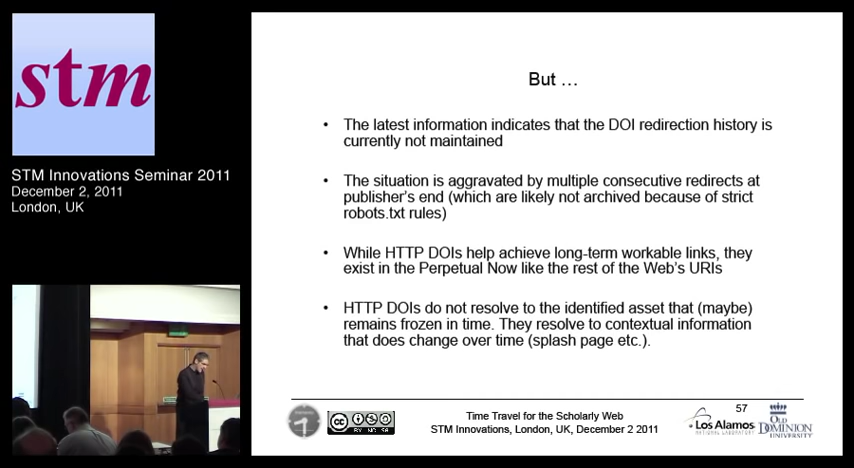 stm
STM Innovations Seminar 2011
December 2, 2011
London, UK
But …
• The latest information indicates that the DOI redirection history is
currently not maintained
• The situation is aggravated by multiple consecutive redirects at
publisher's end (which are likely not archived because of strict
robots.txt rules)
• While HTTP DOIs help achieve long-term workable links, they
exist in the Perpetual Now like the rest of the Web's URIs
• HTTP DOIs do not resolve to the identified asset that (maybe)
remains frozen in time. They resolve to contextual information
that does change over time (splash page etc.).
cc
BY NC SA
Time Travel for the Scholarly Web
STM Innovations, London, UK, December 2 2011
Los Alamos
NATIONAL LABORATORY
57
OLD
DOMINION
UNIVERSITY